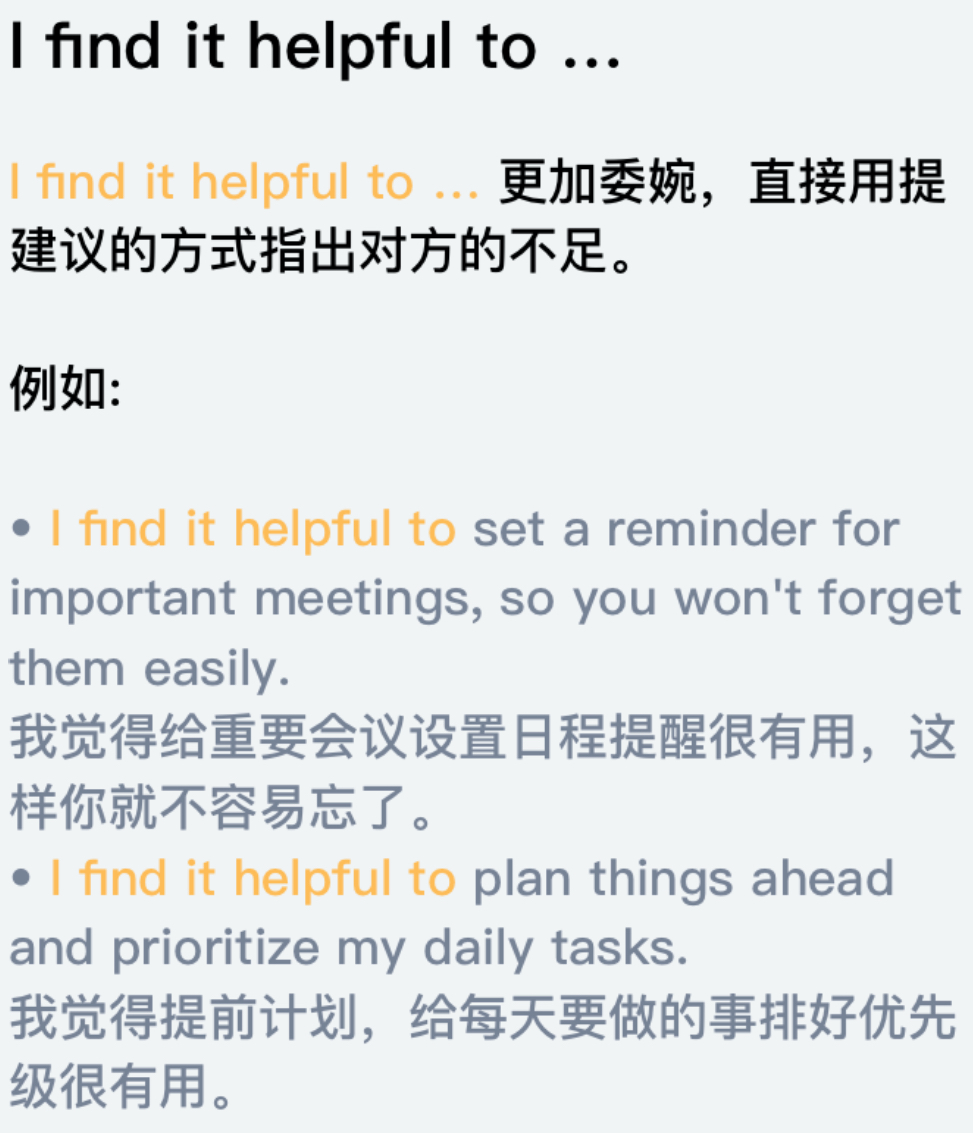 I find it helpful to ...
I find it helpful to ... 更加委婉，直接用提
建议的方式指出对方的不足。
例如:
• I find it helpful to set a reminder for
important meetings, so you won't forget
them easily.
我觉得给重要会议设置日程提醒很有用，这
样你就不容易忘了。
• I find it helpful to plan things ahead
and prioritize my daily tasks.
我觉得提前计划，给每天要做的事排好优先
级很有用。